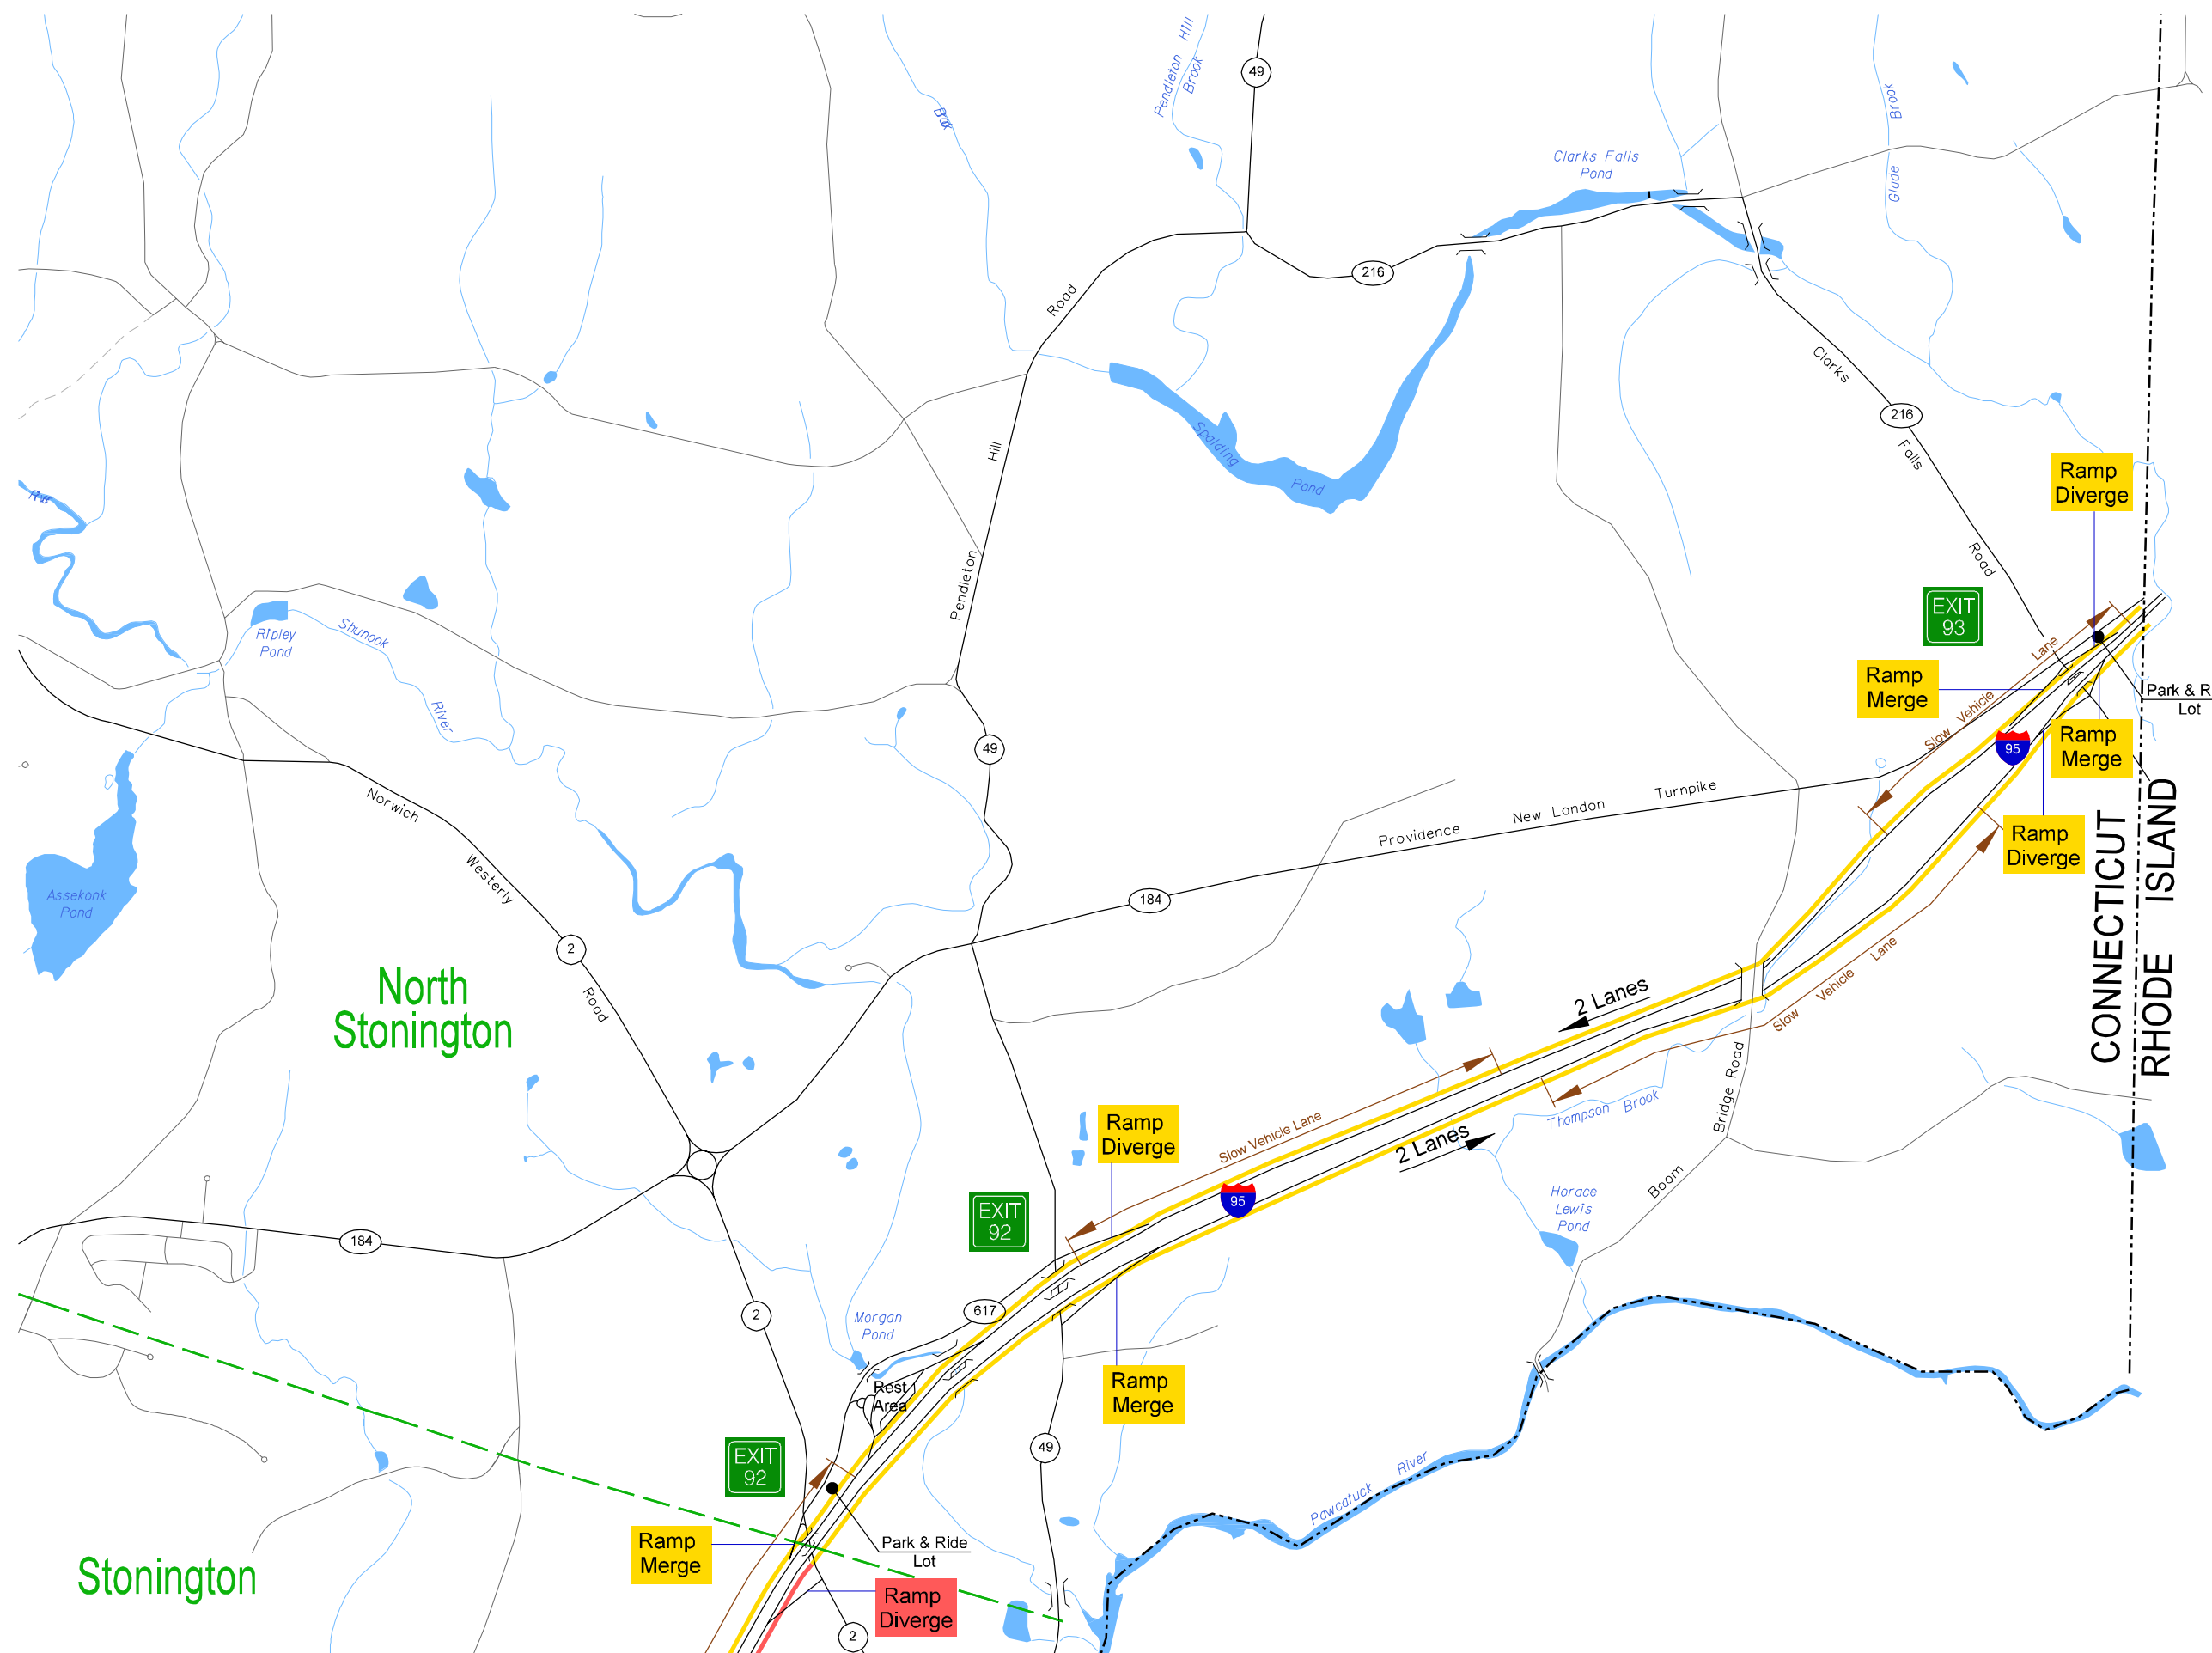 49
Pendleton Hill
Brook
Brook
Glade
Clarks Falls
Pond
216
Road
Clarks
216
Falls
Road
Spalding
Pond
Hill
Pendleton
Ramp
Diverge
EXIT
93
Ramp
Merge
Slow Vehicle Lane
Park & R
Lot
95
Ramp
Merge
Ramp
Diverge
CONNECTICUT
RHODE ISLAND
Ripley
Pond
Shunook
River
49
Norwich
Westerly
Road
2
Assekonk
Pond
North
Stonington
Providence New London Turnpike
184
2 Lanes
Slow Vehicle Lane
Slow Vehicle Lane
2 Lanes
Thompson Brook
Boom Bridge Road
Horace
Lewis
Pond
Ramp
Diverge
EXIT
92
95
184
2
617
Morgan
Pond
Rest
Area
Ramp
Merge
49
EXIT
92
Pawcatuck River
Ramp
Merge
Park & Ride
Lot
Stonington
Ramp
Diverge
2